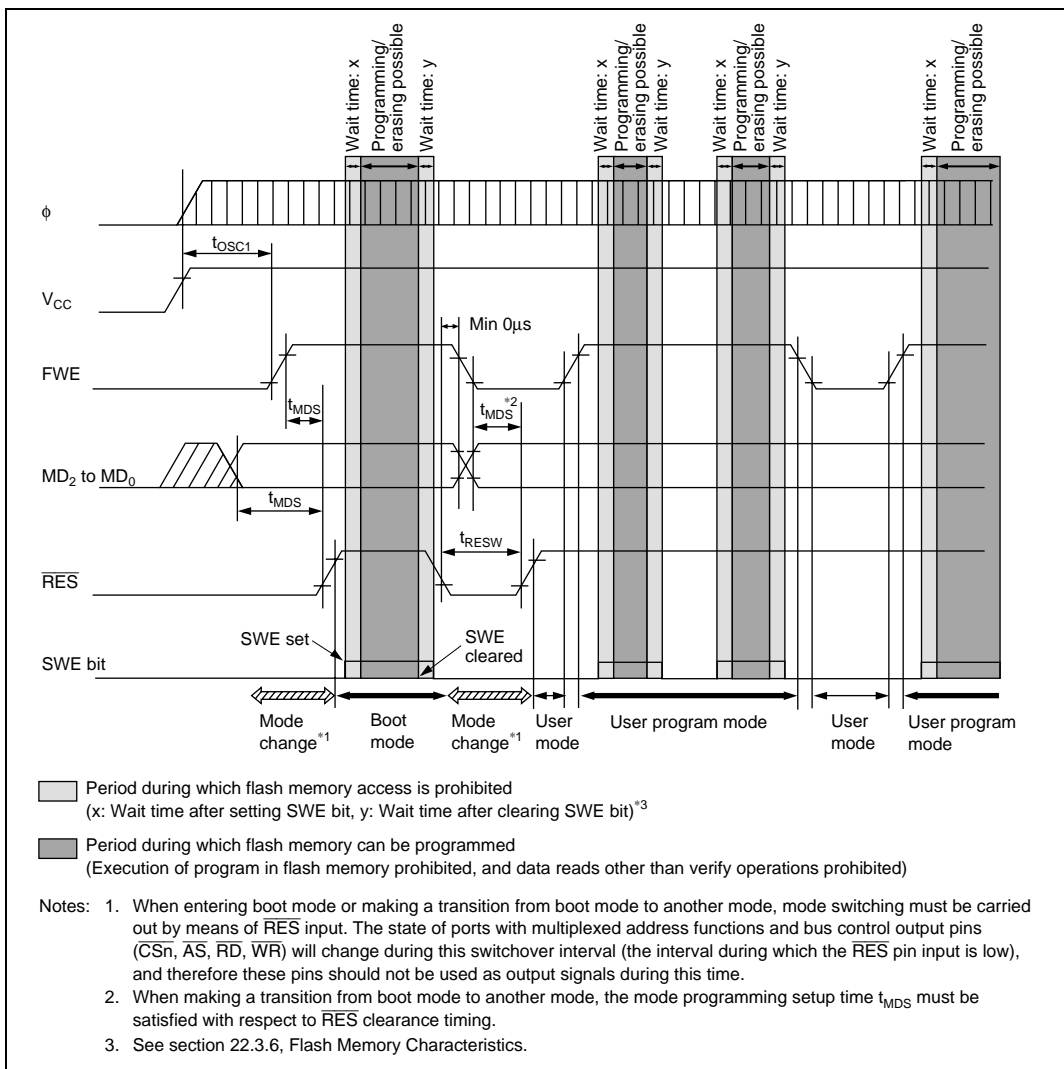 Wait time: x
Programming/
erasing possible
Wait time: y
Wait time: x
Programming/
erasing possible
Wait time: y
Wait time: x
Programming/
erasing possible
Wait time: y
Wait time: x
Programming/
erasing possible
ϕ
tOSC1
VCC
Min 0μs
FWE
tMDS
tMDS*2
MD2 to MD0
tMDS
tRESW
RES
SWE set
SWE
cleared
SWE bit
Mode
change*1
Boot
mode
Mode
change*1
User
mode
User program mode
User
mode
User program
mode
Period during which flash memory access is prohibited
(x: Wait time after setting SWE bit, y: Wait time after clearing SWE bit)*3
Period during which flash memory can be programmed
(Execution of program in flash memory prohibited, and data reads other than verify operations prohibited)
Notes: 1. When entering boot mode or making a transition from boot mode to another mode, mode switching must be carried
out by means of RES input. The state of ports with multiplexed address functions and bus control output pins
(CSn, AS, RD, WR) will change during this switchover interval (the interval during which the RES pin input is low),
and therefore these pins should not be used as output signals during this time.
2. When making a transition from boot mode to another mode, the mode programming setup time tMDS must be
satisfied with respect to RES clearance timing.
3. See section 22.3.6, Flash Memory Characteristics.